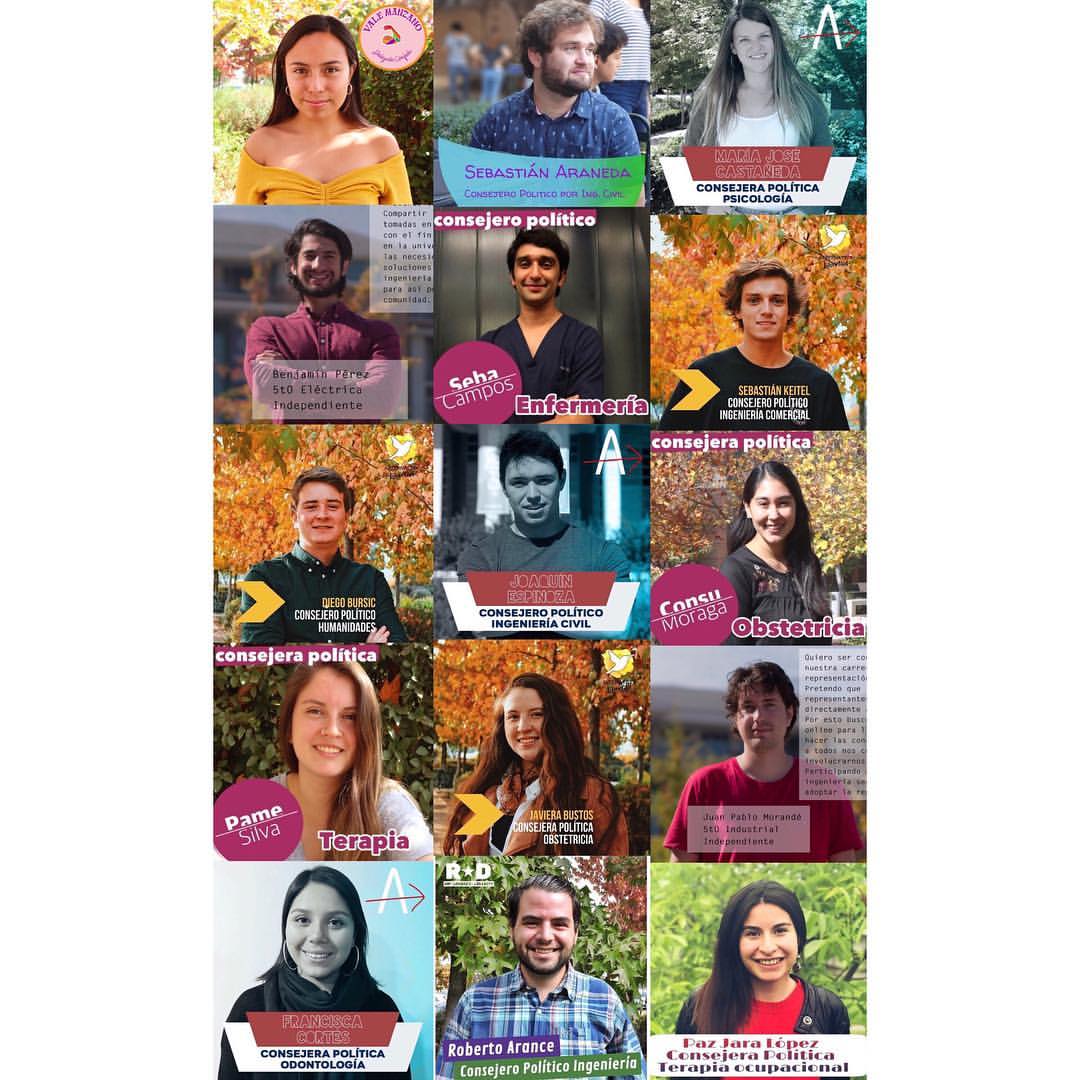 VALE MANZANO
SEBASTIÁN ARANEDA
CONSEJERO POLITICO POR ING. CIVIL
A
MARÍA JOSE
CASTAÑEDA
CONSEJERA POLÍTICA
PSICOLOGÍA
Compartir
tomadas en
con el fin
en la univ
las necesi
soluciones
ingeniería
para así p
comunidad.
Benjamín Pérez
5tO Eléctrica
Independiente
consejero político
Seba
Campos
Enfermería
SEBASTIÁN KEITEL
CONSEJERO POLÍTICO
INGENIERÍA COMERCIAL
DIEGO BURSIC
CONSEJERO POLÍTICO
HUMANIDADES
A
JOAQUIN
ESPINOZA
CONSEJERO POLÍTICO
INGENIERÍA CIVIL
consejera política
Consu
Moraga
Obstetricia
consejera política
Pame
Silva
Terapia
JAVIERA BUSTOS
CONSEJERA POLÍTICA
OBSTETRICIA
Quiero ser co
nuestra carre
representació
Pretendo que
representante
directamente
Por esto busc
online para l
hacer las con
a todos nos c
involucrarnos
Participando
ingeniería se
adoptar la re
Juan Pablo Morandé
5tO Industrial
Independiente
A
FRANCISCA
CORTES
CONSEJERA POLÍTICA
ODONTOLOGÍA
R★D
Roberto Arance
Consejero Político Ingeniería
Paz Jara López
Consejera Política
Terapia ocupacional